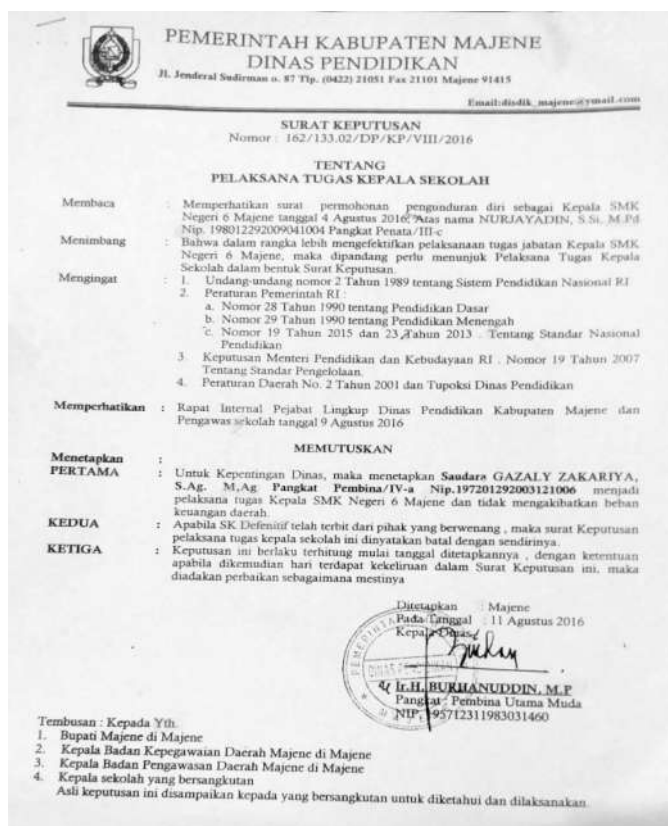 PEMERINTAH KABUPATEN MAJENE
DINAS PENDIDIKAN
Jl. Jenderal Sudirman o. 87 Tlp. (0422) 21051 Fax 21101 Majene 91415
Email:disdik_majene@ymail.com
SURAT KEPUTUSAN
Nomor : 162/133.02/DP/KP/VIII/2016
TENTANG
PELAKSANA TUGAS KEPALA SEKOLAH
Membaca : Memperhatikan surat permohonan pengunduran diri sebagai Kepala SMK
Negeri 6 Majene tanggal 4 Agustus 2016, Atas nama NURJAYADIN, S.Si, M.Pd
Nip. 198012292009041004 Pangkat Penata/III-c
Menimbang : Bahwa dalam rangka lebih mengefektifkan pelaksanaan tugas jabatan Kepala SMK
Negeri 6 Majene, maka dipandang perlu menunjuk Pelaksana Tugas Kepala
Sekolah dalam bentuk Surat Keputusan.
Mengingat : 1. Undang-undang nomor 2 Tahun 1989 tentang Sistem Pendidikan Nasional RI
2. Peraturan Pemerintah RI :
a. Nomor 28 Tahun 1990 tentang Pendidikan Dasar
b. Nomor 29 Tahun 1990 tentang Pendidikan Menengah
c. Nomor 19 Tahun 2015 dan 23 Tahun 2013 . Tentang Standar Nasional
Pendidikan
3. Keputusan Menteri Pendidikan dan Kebudayaan RI . Nomor 19 Tahun 2007
Tentang Standar Pengelolaan.
4. Peraturan Daerah No. 2 Tahun 2001 dan Tupoksi Dinas Pendidikan
Memperhatikan : Rapat Internal Pejabat Lingkup Dinas Pendidikan Kabupaten Majene dan
Pengawas sekolah tanggal 9 Agustus 2016
MEMUTUSKAN
Menetapkan :
PERTAMA : Untuk Kepentingan Dinas, maka menetapkan Saudara GAZALY ZAKARIYA,
S.Ag. M,Ag Pangkat Pembina/IV-a Nip.197201292003121006 menjadi
pelaksana tugas Kepala SMK Negeri 6 Majene dan tidak mengakibatkan beban
keuangan daerah.
KEDUA : Apabila SK Defenitif telah terbit dari pihak yang berwenang , maka surat Keputusan
pelaksana tugas kepala sekolah ini dinyatakan batal dengan sendirinya.
KETIGA : Keputusan ini berlaku terhitung mulai tanggal ditetapkannya , dengan ketentuan
apabila dikemudian hari terdapat kekeliruan dalam Surat Keputusan ini, maka
diadakan perbaikan sebagaimana mestinya
Ditetapkan : Majene
Pada Tanggal : 11 Agustus 2016
Kepala Dinas,
Ir.H. BURHANUDDIN, M.P
Pangkat : Pembina Utama Muda
NIP. 195712311983031460
Tembusan : Kepada Yth.
1. Bupati Majene di Majene
2. Kepala Badan Kepegawaian Daerah Majene di Majene
3. Kepala Badan Pengawasan Daerah Majene di Majene
4. Kepala sekolah yang bersangkutan
Asli keputusan ini disampaikan kepada yang bersangkutan untuk diketahui dan dilaksanakan.